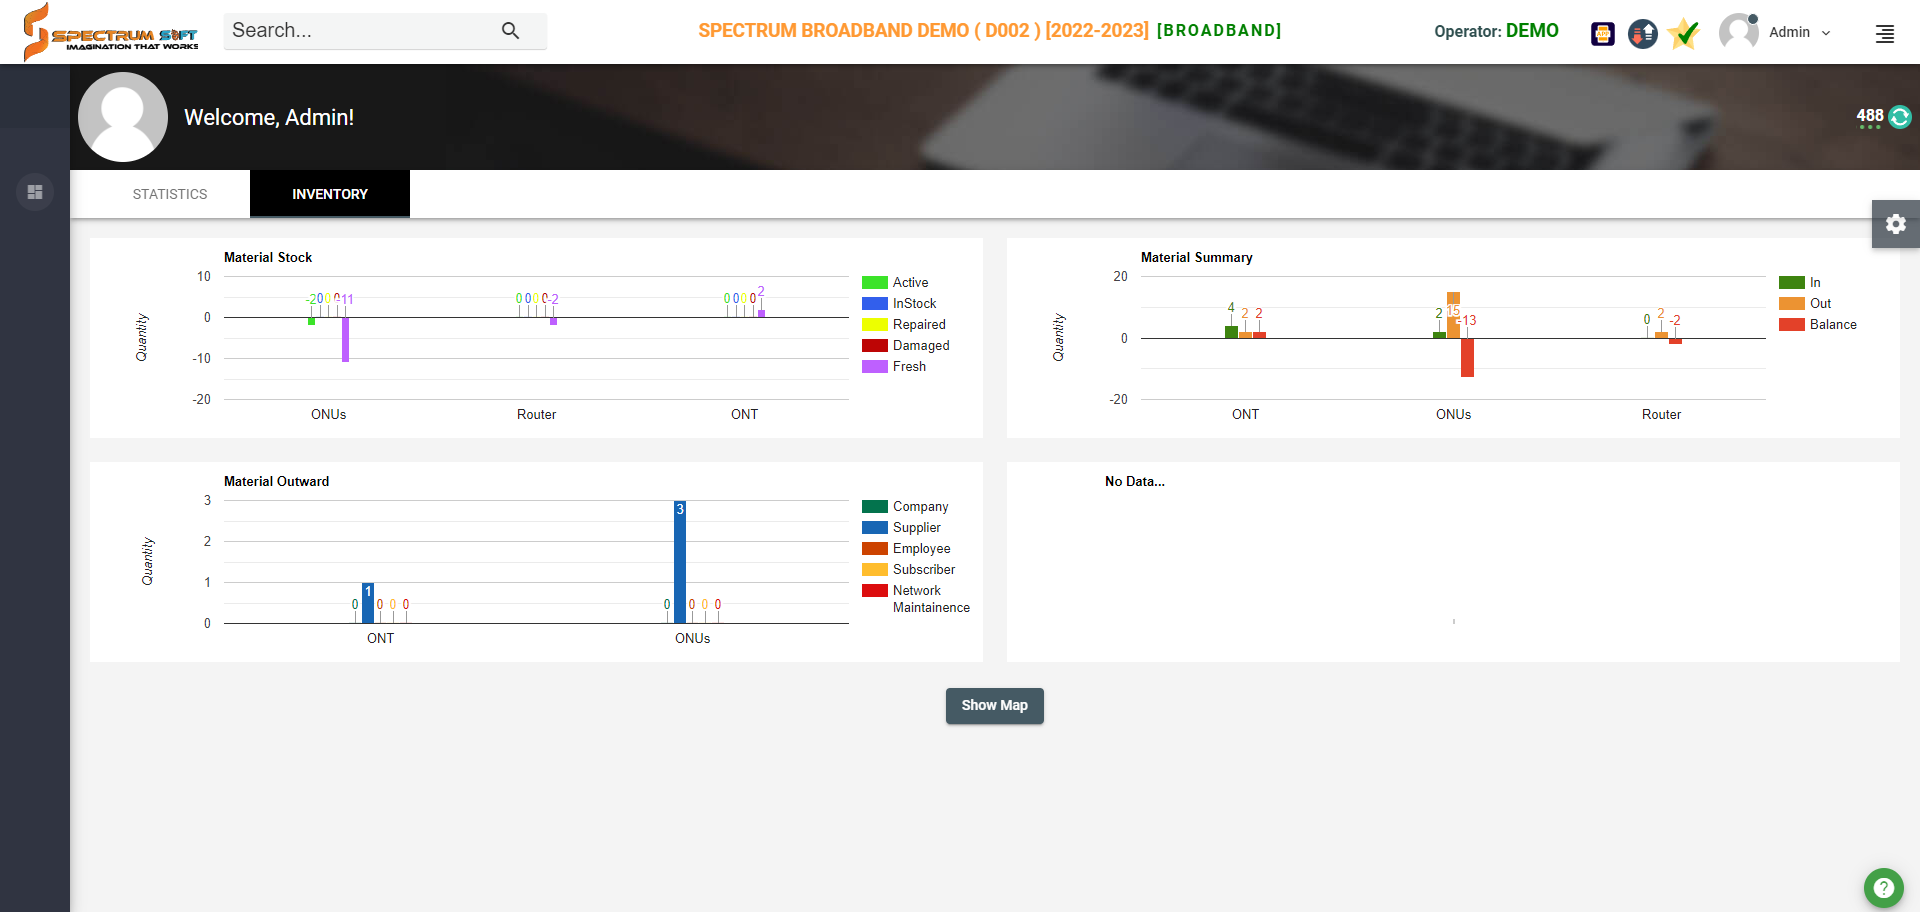 SPECTRUM SOFT
IMAGINATION THAT WORKS
Search...
SPECTRUM BROADBAND DEMO ( D002 ) [2022-2023] [BROADBAND]
Operator: DEMO
APP
Admin
Welcome, Admin!
488
STATISTICS
INVENTORY
Material Stock
Quantity
10
0
-10
-20
-2 0 0 0 -11
0 0 0 0 -2
0 0 0 0 2
ONUs
Router
ONT
Active
InStock
Repaired
Damaged
Fresh
Material Summary
Quantity
20
0
-20
4 2 2
2 15 -13
0 2 -2
ONT
ONUs
Router
In
Out
Balance
Material Outward
Quantity
3
2
1
0
0 1 0 0 0
0 3 0 0 0
ONT
ONUs
Company
Supplier
Employee
Subscriber
Network
Maintainence
No Data...
Show Map
?